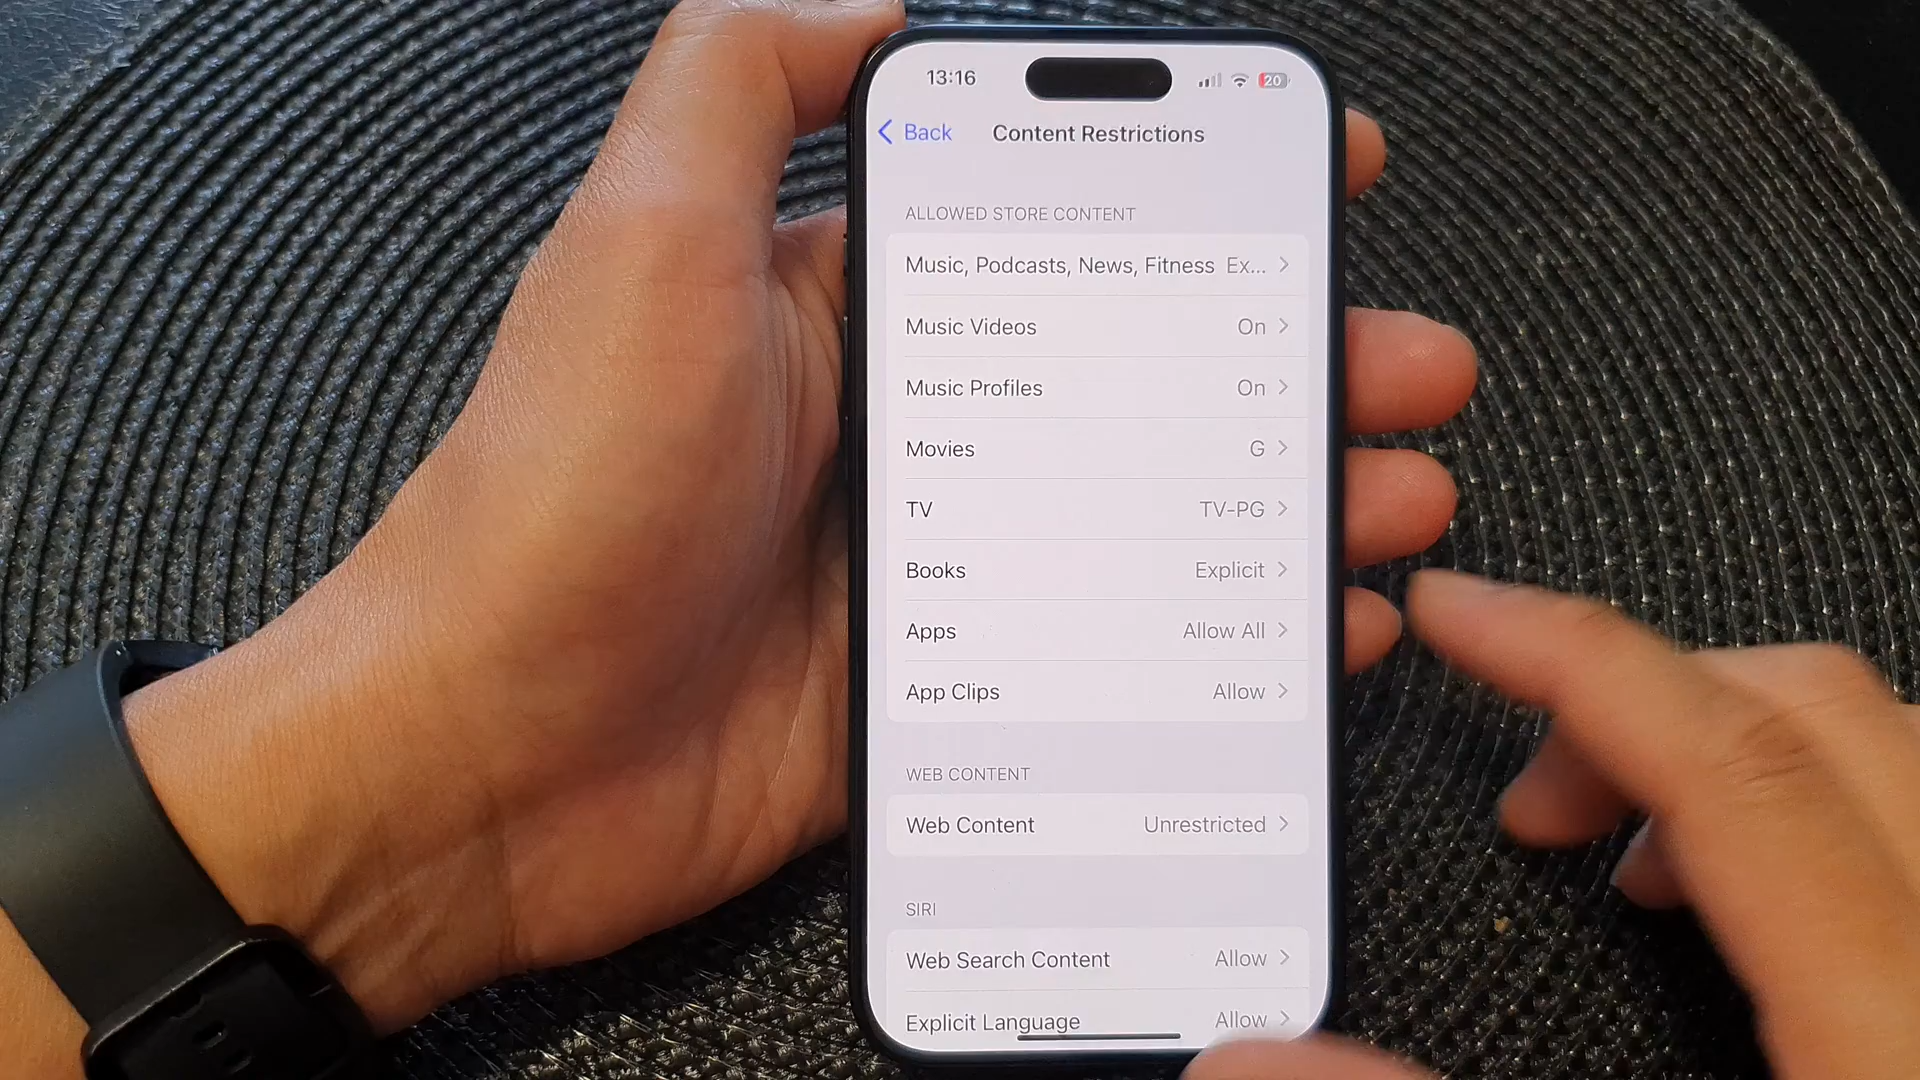 13:16 20
Back Content Restrictions
ALLOWED STORE CONTENT
Music, Podcasts, News, Fitness Ex...
Music Videos On
Music Profiles On
Movies G
TV TV-PG
Books Explicit
Apps Allow All
App Clips Allow
WEB CONTENT
Web Content Unrestricted
SIRI
Web Search Content Allow
Explicit Language Allow